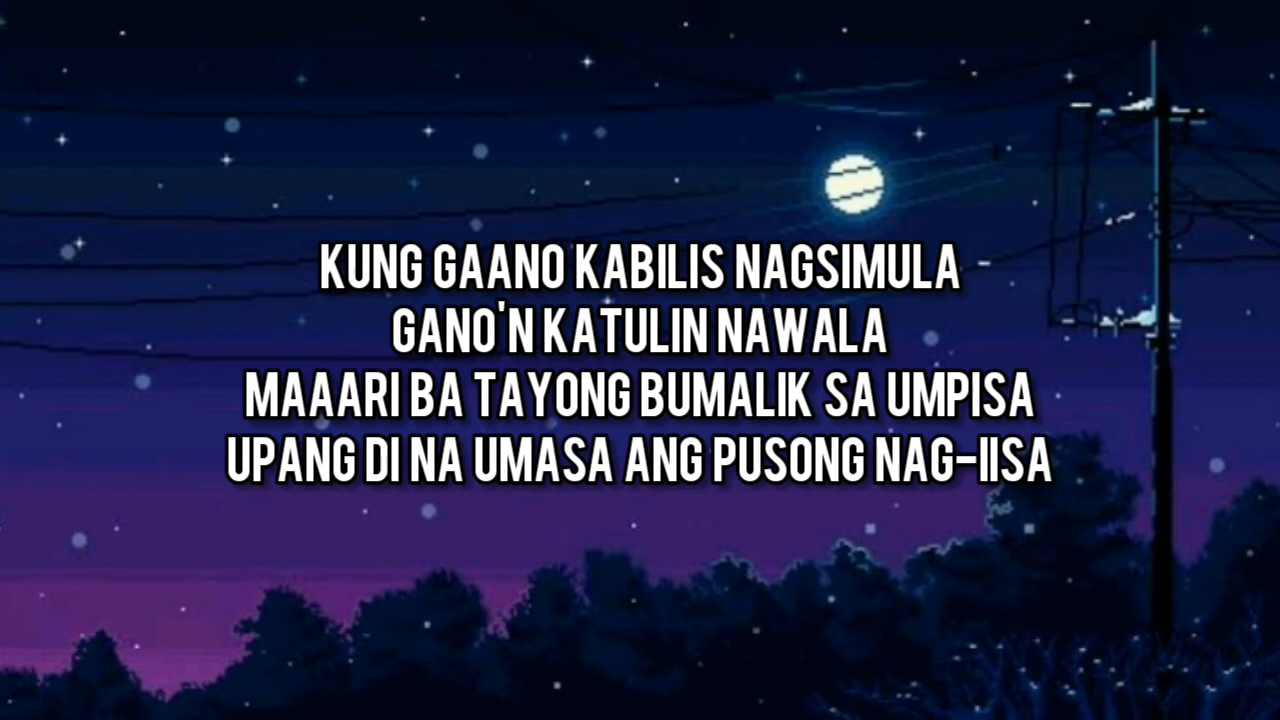 KUNG GAANO KABILIS NAGSIMULA
GANO'N KATULIN NAWALA
MAAARI BA TAYONG BUMALIK SA UMPISA
UPANG DI NA UMASA ANG PUSONG NAG-IISA